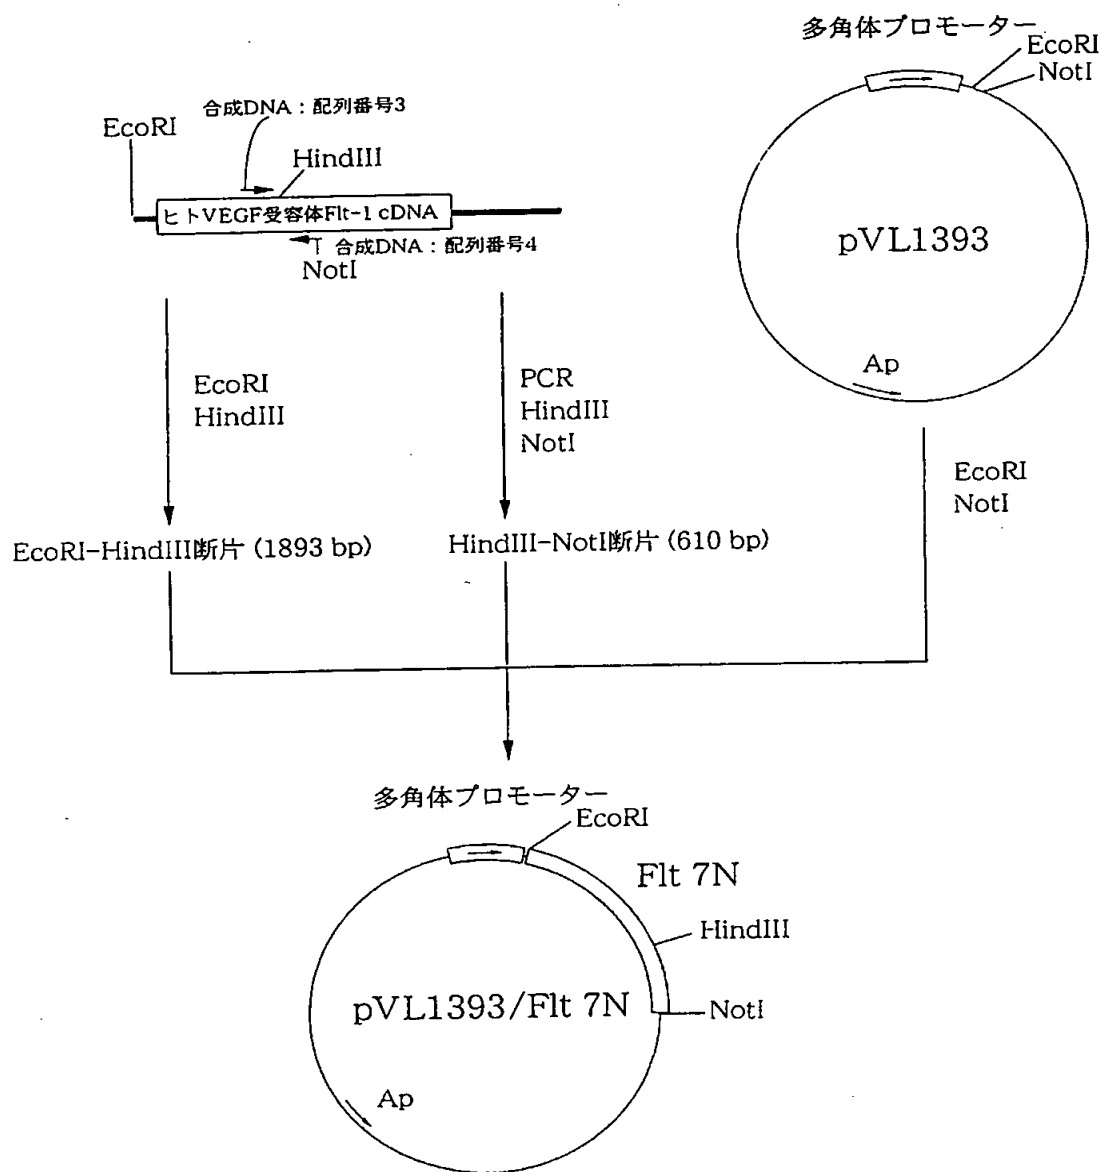 多角体プロモーター
EcoRI
NotI
合成DNA：配列番号3
EcoRI
HindIII
ヒトVEGF受容体Flt-1 cDNA
合成DNA：配列番号4
NotI
pVL1393
Ap
EcoRI
HindIII
PCR
HindIII
NotI
EcoRI
NotI
EcoRI-HindIII断片 (1893 bp)
HindIII-NotI断片 (610 bp)
多角体プロモーター
EcoRI
Flt 7N
HindIII
pVL1393/Flt 7N
NotI
Ap